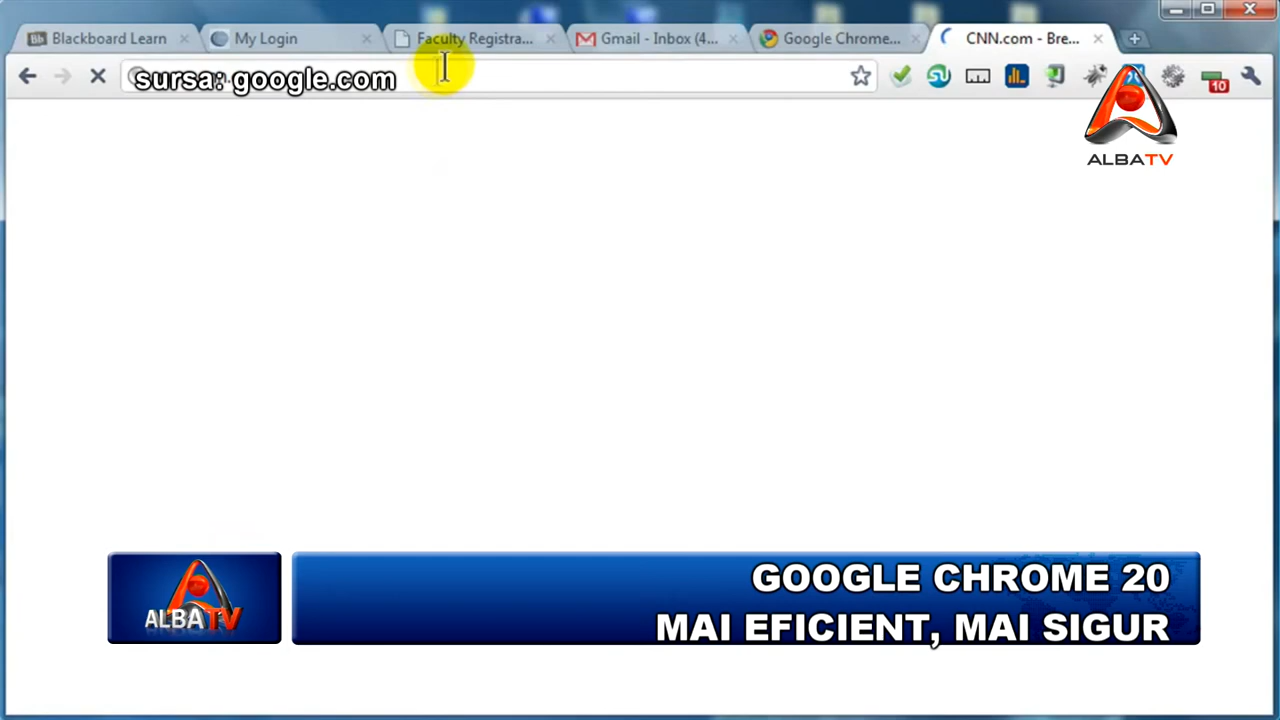 Blackboard Learn
My Login
Faculty Registra...
Gmail - Inbox (4...
Google Chrome...
CNN.com - Bre...
sursa: google.com
10
ALBATV
GOOGLE CHROME 20
ALBATV
MAI EFICIENT, MAI SIGUR